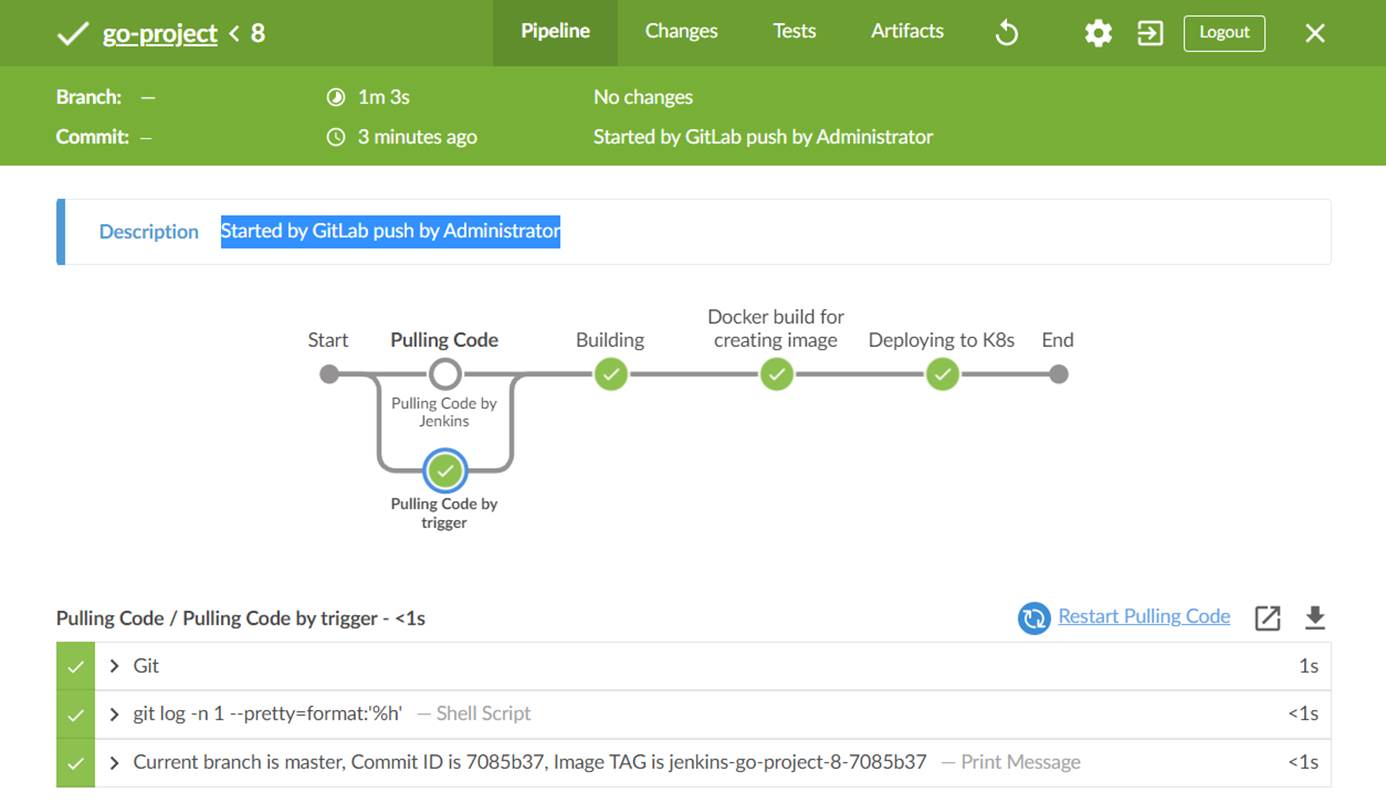 go-project < 8
Pipeline Changes Tests Artifacts Logout
Branch: — 1m 3s No changes
Commit: — 3 minutes ago Started by GitLab push by Administrator
Description Started by GitLab push by Administrator
Docker build for
Start Pulling Code Building creating image Deploying to K8s End
Pulling Code by
Jenkins
Pulling Code by
trigger
Pulling Code / Pulling Code by trigger - <1s Restart Pulling Code
Git 1s
git log -n 1 --pretty=format:'%h' — Shell Script <1s
Current branch is master, Commit ID is 7085b37, Image TAG is jenkins-go-project-8-7085b37 — Print Message <1s